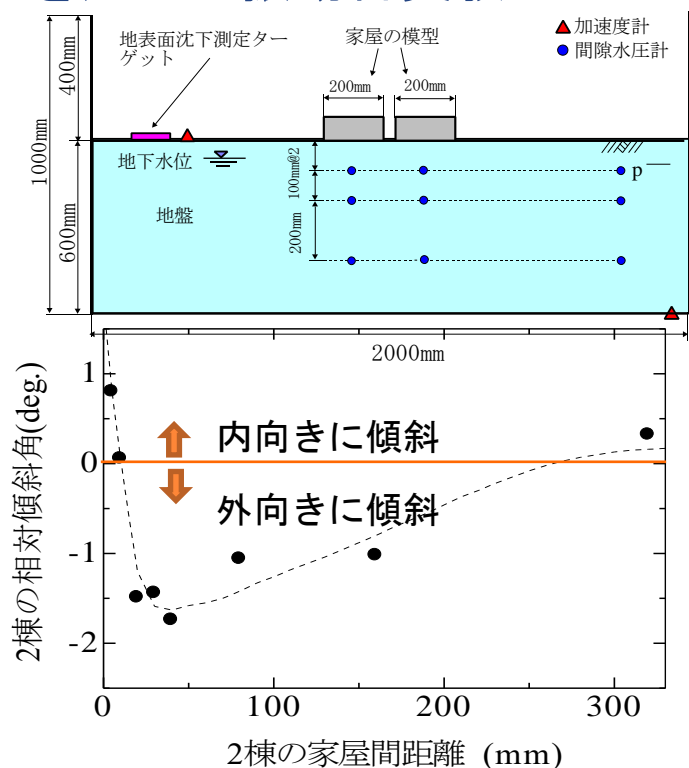 加速度計
間隙水圧計
地表面沈下測定ター
ゲット
家屋の模型
200mm
200mm
400mm
1000mm
600mm
地下水位
地盤
100mm@2
200mm
p
2000mm
2棟の相対傾斜角(deg.)
1
0
-1
-2
内向きに傾斜
外向きに傾斜
0
100
200
300
2棟の家屋間距離 (mm)